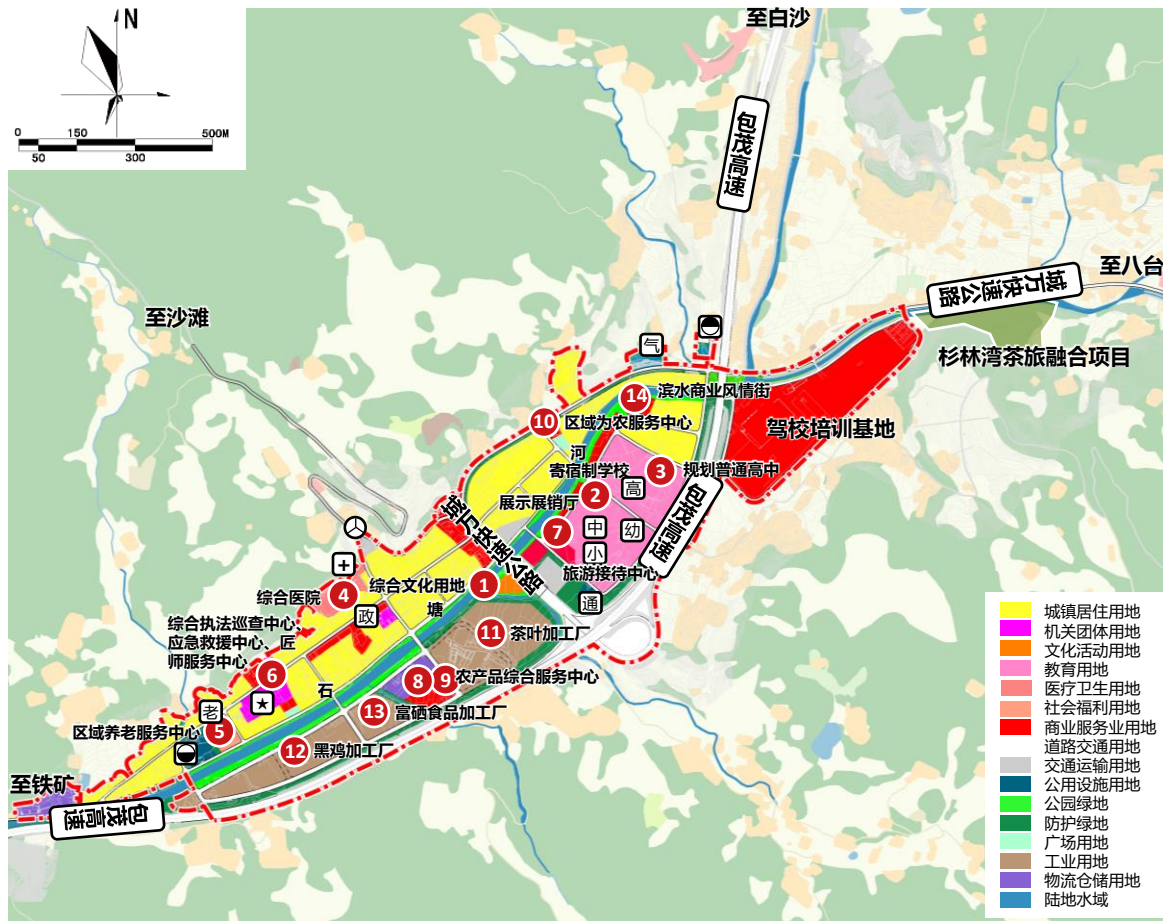 N
0 150 500M
50 300
至白沙
包茂高速
至八台
城万快速公路
至沙滩
杉林湾茶旅融合项目
气
14 滨水商业风情街
10 区域为农服务中心
驾校培训基地
河
寄宿制学校
3 规划普通高中
高
2
展示展销厅
包茂高速
城万快速公路
7
中 幼
小
旅游接待中心
综合文化用地 1
综合医院 4
塘
通
政
综合执法巡查中心、
应急救援中心、匠
师服务中心
11 茶叶加工厂
6
8 9 农产品综合服务中心
石
老
13 富硒食品加工厂
区域养老服务中心 5
12 黑鸡加工厂
至铁矿
包茂高速
城镇居住用地
机关团体用地
文化活动用地
教育用地
医疗卫生用地
社会福利用地
商业服务业用地
道路交通用地
交通运输用地
公用设施用地
公园绿地
防护绿地
广场用地
工业用地
物流仓储用地
陆地水域